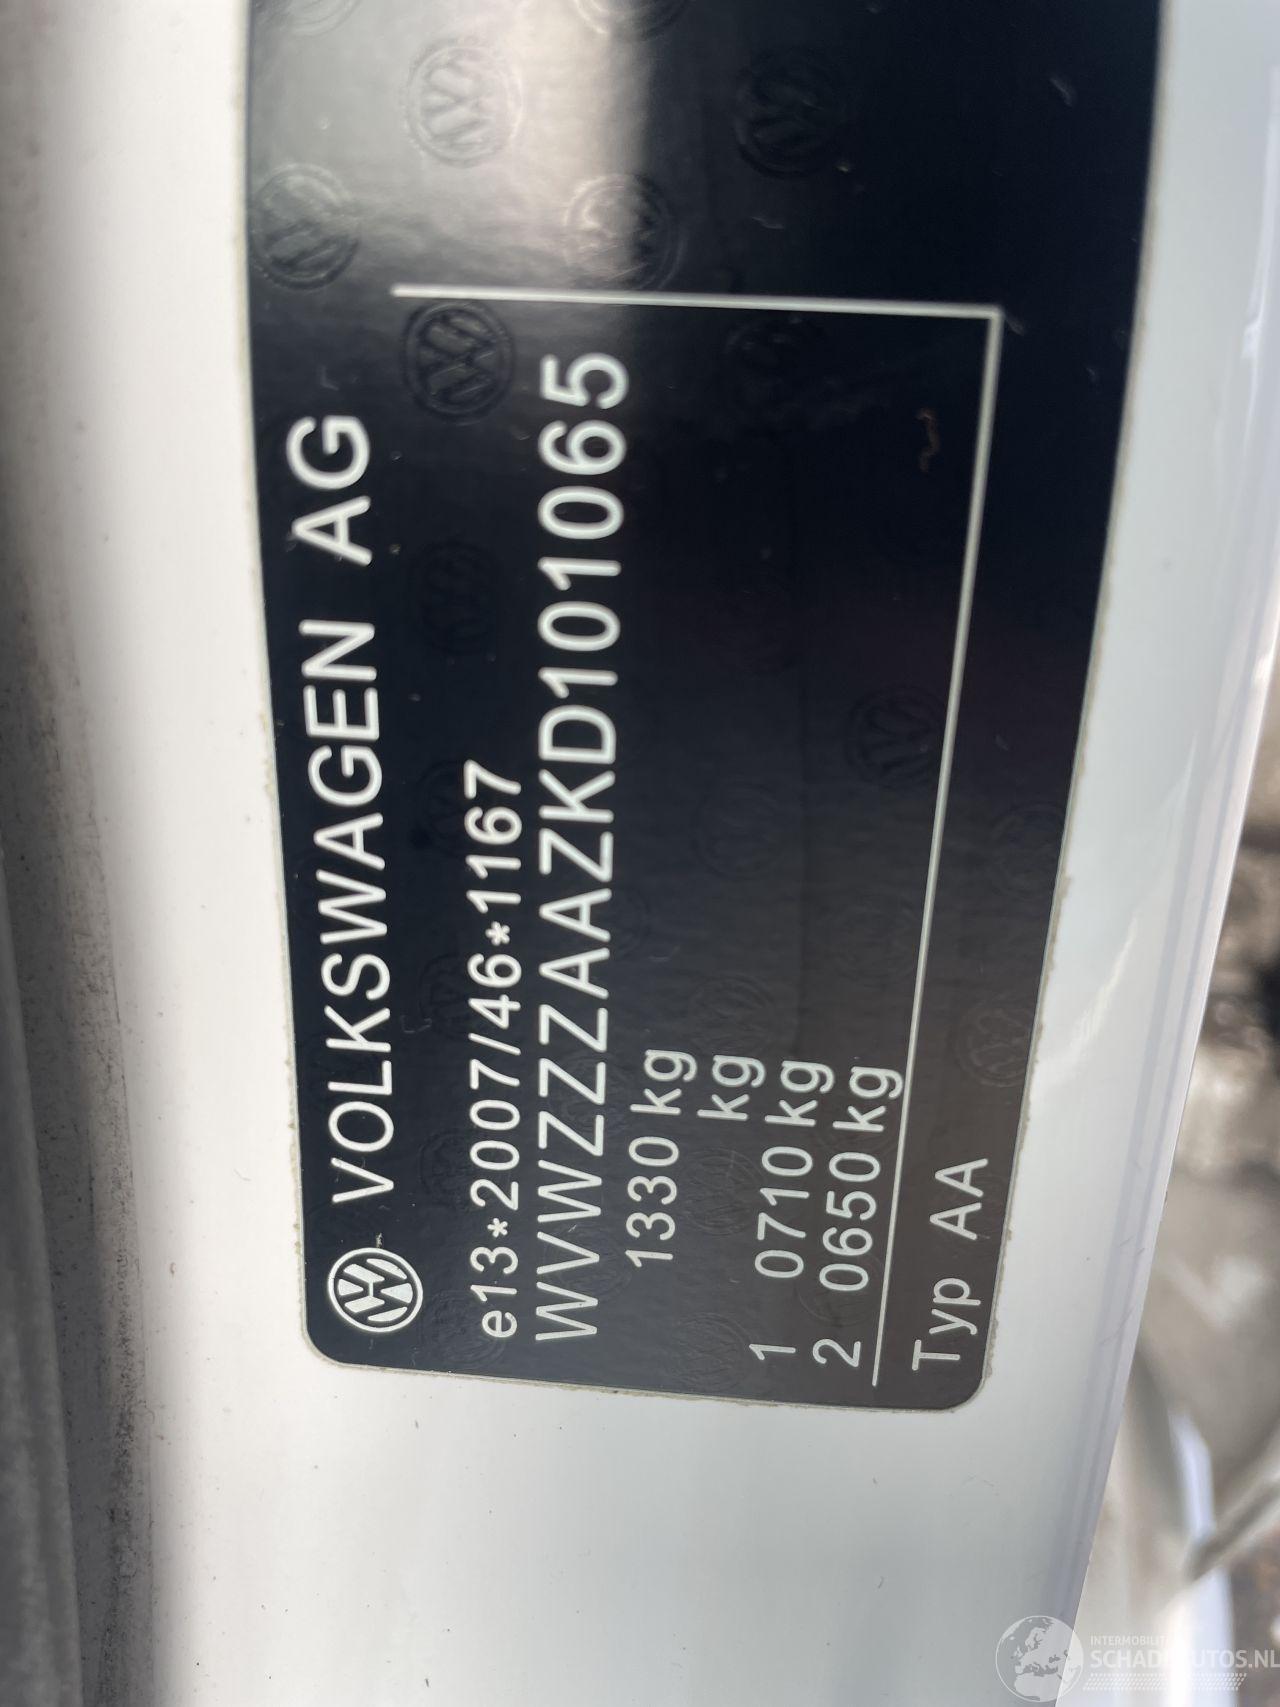 VOLKSWAGEN AG
e13*2007/46*1167
WVWZZZAAZKD101065
1330 kg
kg
1 0710 kg
2 0650 kg
Typ AA
INTERMOBILI
SCHADEAUTOS.NL